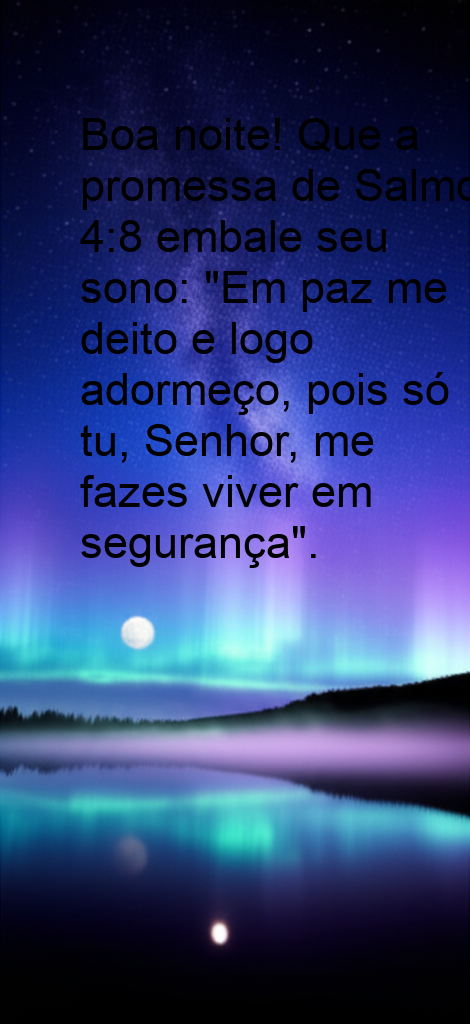 Boa noite! Que a
promessa de Salmo
4:8 embale seu
sono: "Em paz me
deito e logo
adormeço, pois só
tu, Senhor, me
fazes viver em
segurança".